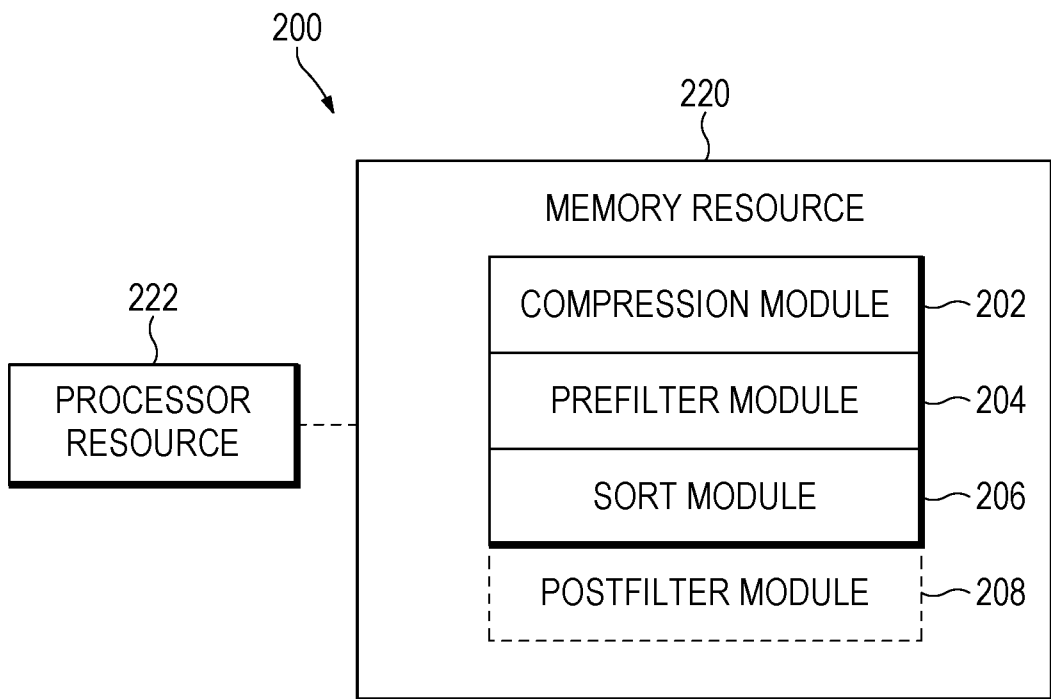 200
220
MEMORY RESOURCE
COMPRESSION MODULE
202
222
PREFILTER MODULE
204
PROCESSOR
RESOURCE
SORT MODULE
206
POSTFILTER MODULE
208